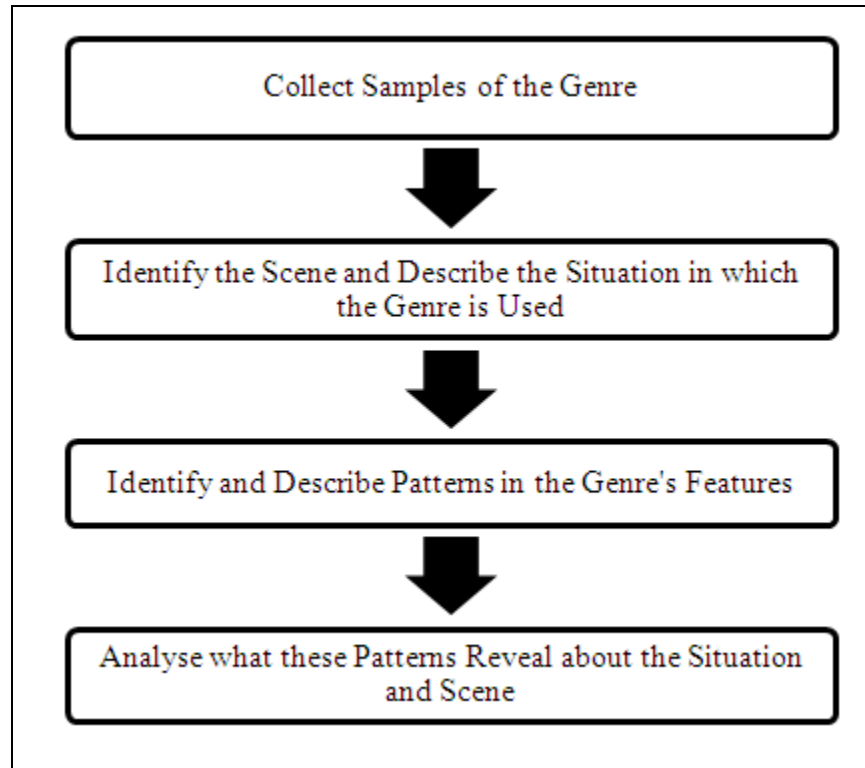 Collect Samples of the Genre
Identify the Scene and Describe the Situation in which
the Genre is Used
Identify and Describe Patterns in the Genre's Features
Analyse what these Patterns Reveal about the Situation
and Scene